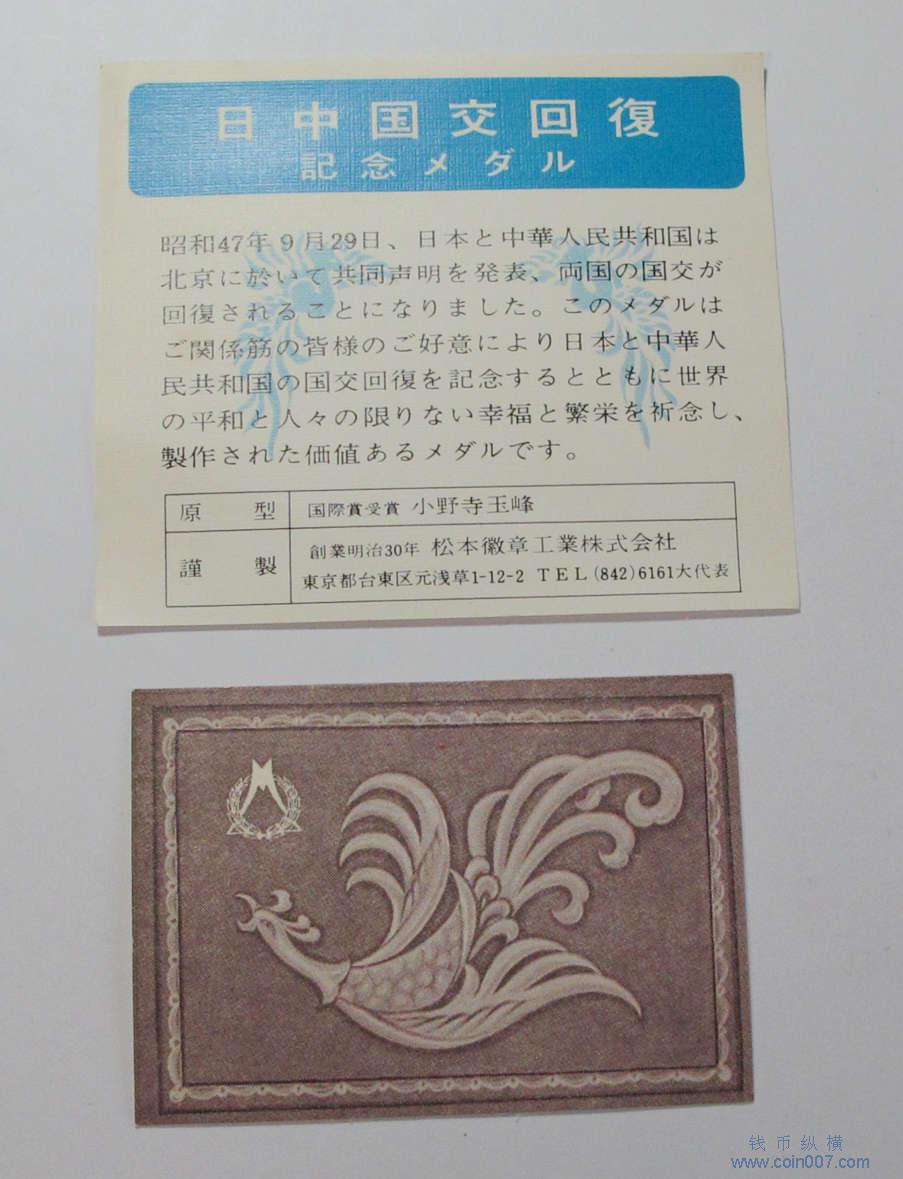 日中国交回復
記念メダル
昭和47年9月29日、日本と中華人民共和国は
北京に於いて共同声明を発表、両国の国交が
回復されることになりました。このメダルは
ご関係筋の皆様のご好意により日本と中華人
民共和国の国交回復を記念するとともに世界
の平和と人々の限りない幸福と繁栄を祈念し、
製作された価値あるメダルです。
原型 国際賞受賞 小野寺玉峰
謹製 創業明治30年 松本徽章工業株式会社
東京都台東区元浅草1-12-2 TEL(842)6161大代表
钱币纵横
www.coin007.com